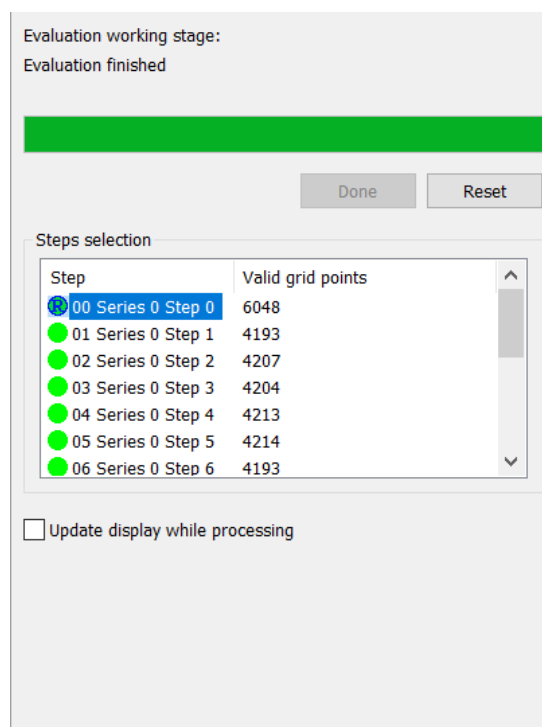 Evaluation working stage:
Evaluation finished
Done Reset
Steps selection
Step Valid grid points
R 00 Series 0 Step 0 6048
01 Series 0 Step 1 4193
02 Series 0 Step 2 4207
03 Series 0 Step 3 4204
04 Series 0 Step 4 4213
05 Series 0 Step 5 4214
06 Series 0 Step 6 4193
Update display while processing